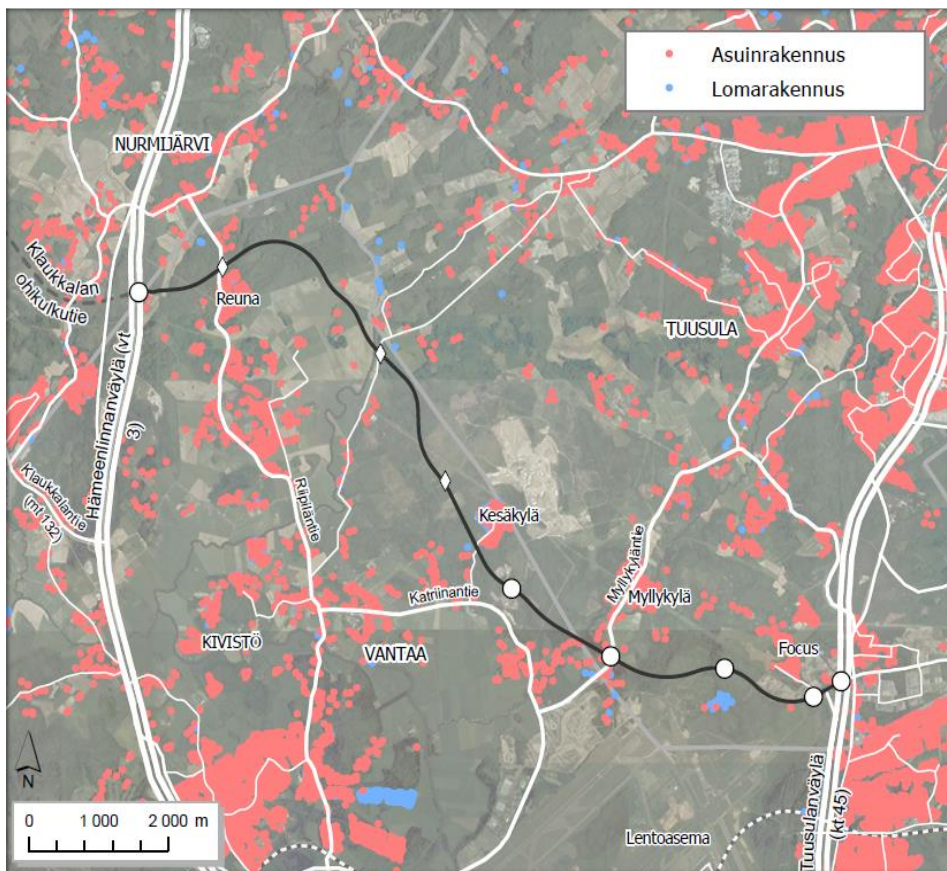 Asuinrakennus
Lomarakennus
NURMIJÄRVI
Klaukkalan
ohikulkutie
Reuna
TUUSULA
Hämeenlinnanväylä (vt
3)
Klaukkalantie
(mt 132)
Riipiläntie
Kesäkylä
Myllykyläntie
Katriinantie
Myllykylä
KIVISTÖ
VANTAA
Focus
N
0 1 000 2 000 m
Lentoasema
Tuusulanväylä
(kt 45)